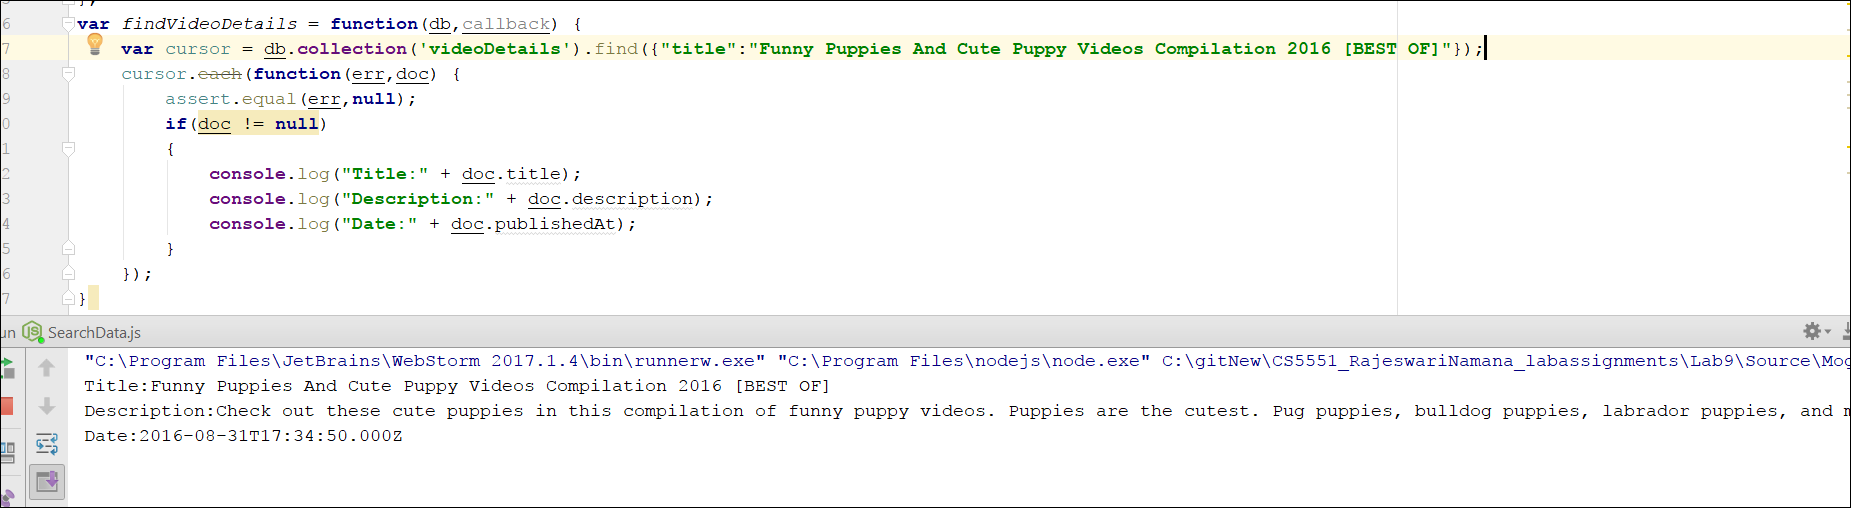 6 var findVideoDetails = function(db,callback) {
7 var cursor = db.collection('videoDetails').find({"title":"Funny Puppies And Cute Puppy Videos Compilation 2016 [BEST OF]"});
8 cursor.each(function(err,doc) {
9 assert.equal(err,null);
0 if(doc != null)
1 {
2 console.log("Title:" + doc.title);
3 console.log("Description:" + doc.description);
4 console.log("Date:" + doc.publishedAt);
5 }
6 });
7 }
un SearchData.js
"C:\Program Files\JetBrains\WebStorm 2017.1.4\bin\runnerw.exe" "C:\Program Files\nodejs\node.exe" C:\gitNew\CS5551_RajeswariNamana_labassignments\Lab9\Source\Mo
Title:Funny Puppies And Cute Puppy Videos Compilation 2016 [BEST OF]
Description:Check out these cute puppies in this compilation of funny puppy videos. Puppies are the cutest. Pug puppies, bulldog puppies, labrador puppies, and
Date:2016-08-31T17:34:50.000Z